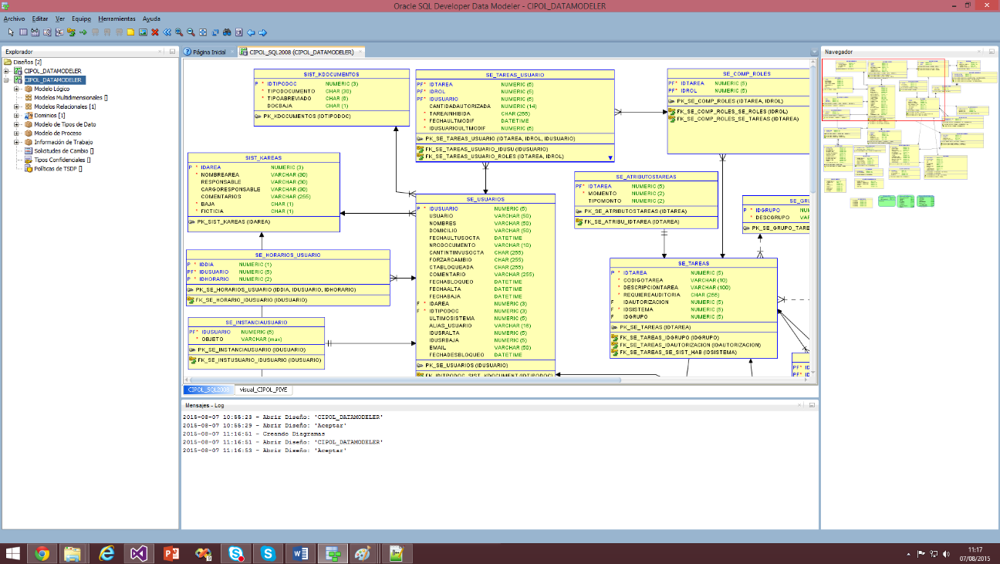 Oracle SQL Developer Data Modeler - CIPOL_DATAMODELER
Archivo Editar Ver Equipo Herramientas Ayuda
Explorador
Diseños [2]
CIPOL_DATAMODELER
CIPOL_DATAMODELER
Modelo Lógico
Modelos Multidimensionales []
Modelos Relacionales [1]
Dominios [1]
Modelo de Tipos de Dato
Modelo de Proceso
Información de Trabajo
Solicitudes de Cambio []
Tipos Confidenciales []
Políticas de TSDP []
Página Inicial
CIPOL_SQL2008 (CIPOL_DATAMODELER)
SIST_KDOCUMENTOS
P * IDTIPODOC NUMERIC (3)
* TIPODOCUMENTO CHAR (30)
* TIPOABREVIADO CHAR (6)
DOCBAJA CHAR (1)
PK_KDOCUMENTOS (IDTIPODOC)
SE_TAREAS_USUARIO
PF* IDTAREA NUMERIC (5)
PF* IDROL NUMERIC (5)
PF* IDUSUARIO NUMERIC (5)
CANTIDADAUTORIZADA NUMERIC (14)
* TAREAINHIBIDA CHAR (255)
* FECHAULTMODIF DATETIME
* IDUSUARIOULTMODIF NUMERIC (5)
PK_SE_TAREAS_USUARIO (IDTAREA, IDROL, IDUSUARIO)
FK_SE_TAREAS_USUARIO_IDUSU (IDUSUARIO)
FK_SE_TAREAS_USUARIO_ROLES (IDTAREA, IDROL)
SE_COMP_ROLES
PF* IDTAREA NUMERIC (5)
PF* IDROL NUMERIC (5)
PK_SE_COMP_ROLES (IDTAREA, IDROL)
FK_SE_COMP_ROLES_SE_ROLES (IDROL)
FK_SE_COMP_ROLES_SE_TAREAS (IDTAREA)
SIST_KAREAS
P * IDAREA NUMERIC (3)
* NOMBREAREA VARCHAR (30)
RESPONSABLE VARCHAR (30)
CARGORESPONSABLE VARCHAR (30)
COMENTARIOS VARCHAR (255)
* BAJA CHAR (1)
* FICTICIA CHAR (1)
PK_SIST_KAREAS (IDAREA)
SE_ATRIBUTOSTAREAS
PF* IDTAREA NUMERIC (5)
* MOMENTO NUMERIC (2)
TIPOMONTO NUMERIC (2)
PK_SE_ATRIBUTOSTAREAS (IDTAREA)
FK_SE_ATRIBU_IDTAREA (IDTAREA)
SE_USUARIOS
P * IDUSUARIO NUMERIC (5)
USUARIO VARCHAR (50)
NOMBRES VARCHAR (50)
DOMICILIO VARCHAR (50)
FECHAULTUSOCTA DATETIME
NRODOCUMENTO VARCHAR (10)
CANTINTINVUSOCTA CHAR (255)
FORZARCAMBIO CHAR (255)
CTABLOQUEADA CHAR (255)
COMENTARIO VARCHAR (255)
FECHABLOQUEO DATETIME
FECHAALTA DATETIME
FECHABAJA DATETIME
F * IDAREA NUMERIC (3)
F * IDTIPODOC NUMERIC (3)
ULTIMOSISTEMA NUMERIC (5)
ALIAS_USUARIO VARCHAR (16)
IDUSRALTA NUMERIC (5)
IDUSRBAJA NUMERIC (5)
EMAIL VARCHAR (50)
FECHADESBLOQUEO DATETIME
PK_SE_USUARIOS (IDUSUARIO)
FK_IDITPODOC_SIST_KDOCUMENT (IDTIPODOC)
SE_GRU
P * IDGRUPO NUM
* DESCGRUPO VAR
PK_SE_GRUPO_TARE
SE_HORARIOS_USUARIO
P * IDDIA NUMERIC (1)
PF* IDUSUARIO NUMERIC (5)
P * IDHORARIO NUMERIC (2)
PK_SE_HORARIOS_USUARIO (IDDIA, IDUSUARIO, IDHORARIO)
FK_SE_HORARIO_IDUSUARIO (IDUSUARIO)
SE_TAREAS
P * IDTAREA NUMERIC (5)
* CODIGOTAREA VARCHAR (10)
* DESCRIPCIONTAREA VARCHAR (100)
* REQUIEREAUDITORIA CHAR (255)
F IDAUTORIZACION NUMERIC (5)
F * IDSISTEMA NUMERIC (5)
F IDGRUPO NUMERIC (5)
PK_SE_TAREAS (IDTAREA)
FK_SE_TAREAS_IDGRUPO (IDGRUPO)
FK_SE_TAREAS_IDAUTORIZACION (IDAUTORIZACION)
FK_SE_TAREAS_SE_SIST_HAB (IDSISTEMA)
SE_INSTANCIAUSUARIO
PF* IDUSUARIO NUMERIC (5)
* OBJETO VARCHAR (max)
PK_SE_INSTANCIAUSUARIO (IDUSUARIO)
FK_SE_INSTUSUARIO_IDUSUARIO (IDUSUARIO)
PF* I
PF* I
CIPOL_SQL2008
visual_CIPOL_PIVE
Navegador
Mensajes - Log
2015-08-07 10:55:23 - Abrir Diseño: 'CIPOL_DATAMODELER'
2015-08-07 10:55:29 - Abrir Diseño: 'Aceptar'
2015-08-07 11:16:51 - Creando Diagramas
2015-08-07 11:16:51 - Abrir Diseño: 'CIPOL_DATAMODELER'
2015-08-07 11:16:53 - Abrir Diseño: 'Aceptar'
11:17
07/08/2015